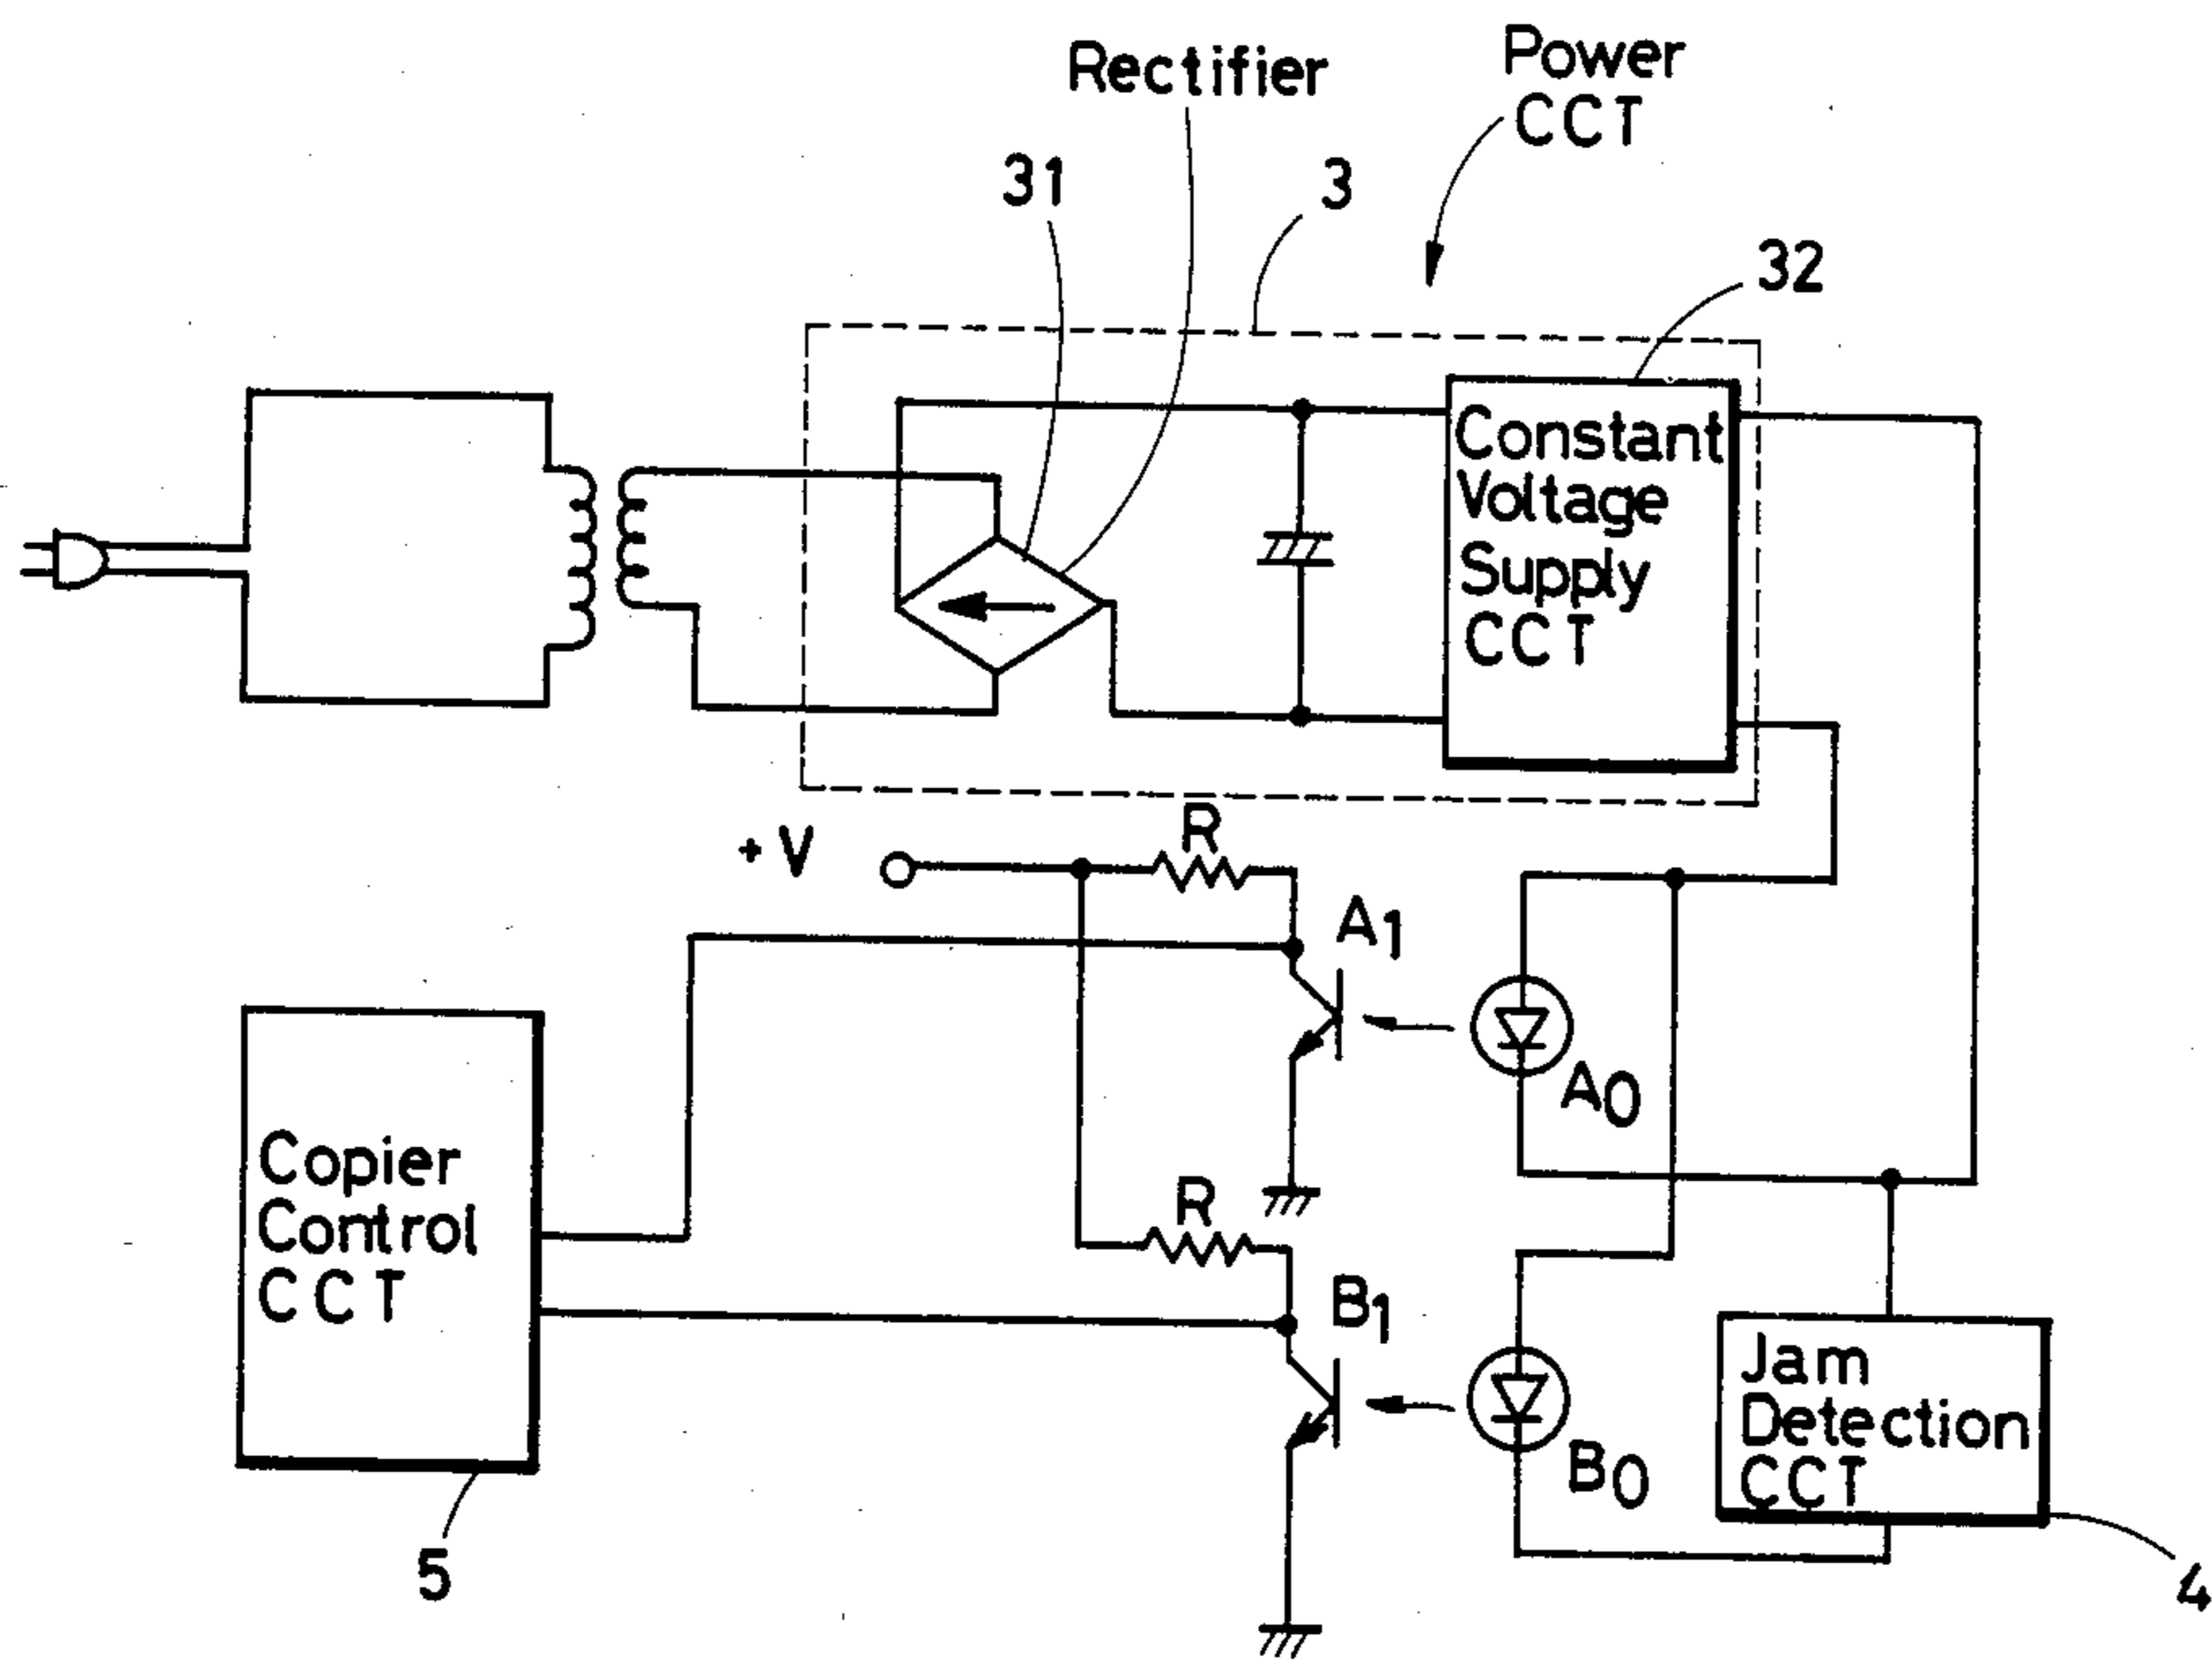 Rectifier
Power
CCT
31
3
32
Constant
Voltage
Supply
CCT
+V
R
A1
A0
Copier
Control
CCT
R
B1
B0
Jam
Detection
CCT
5
4